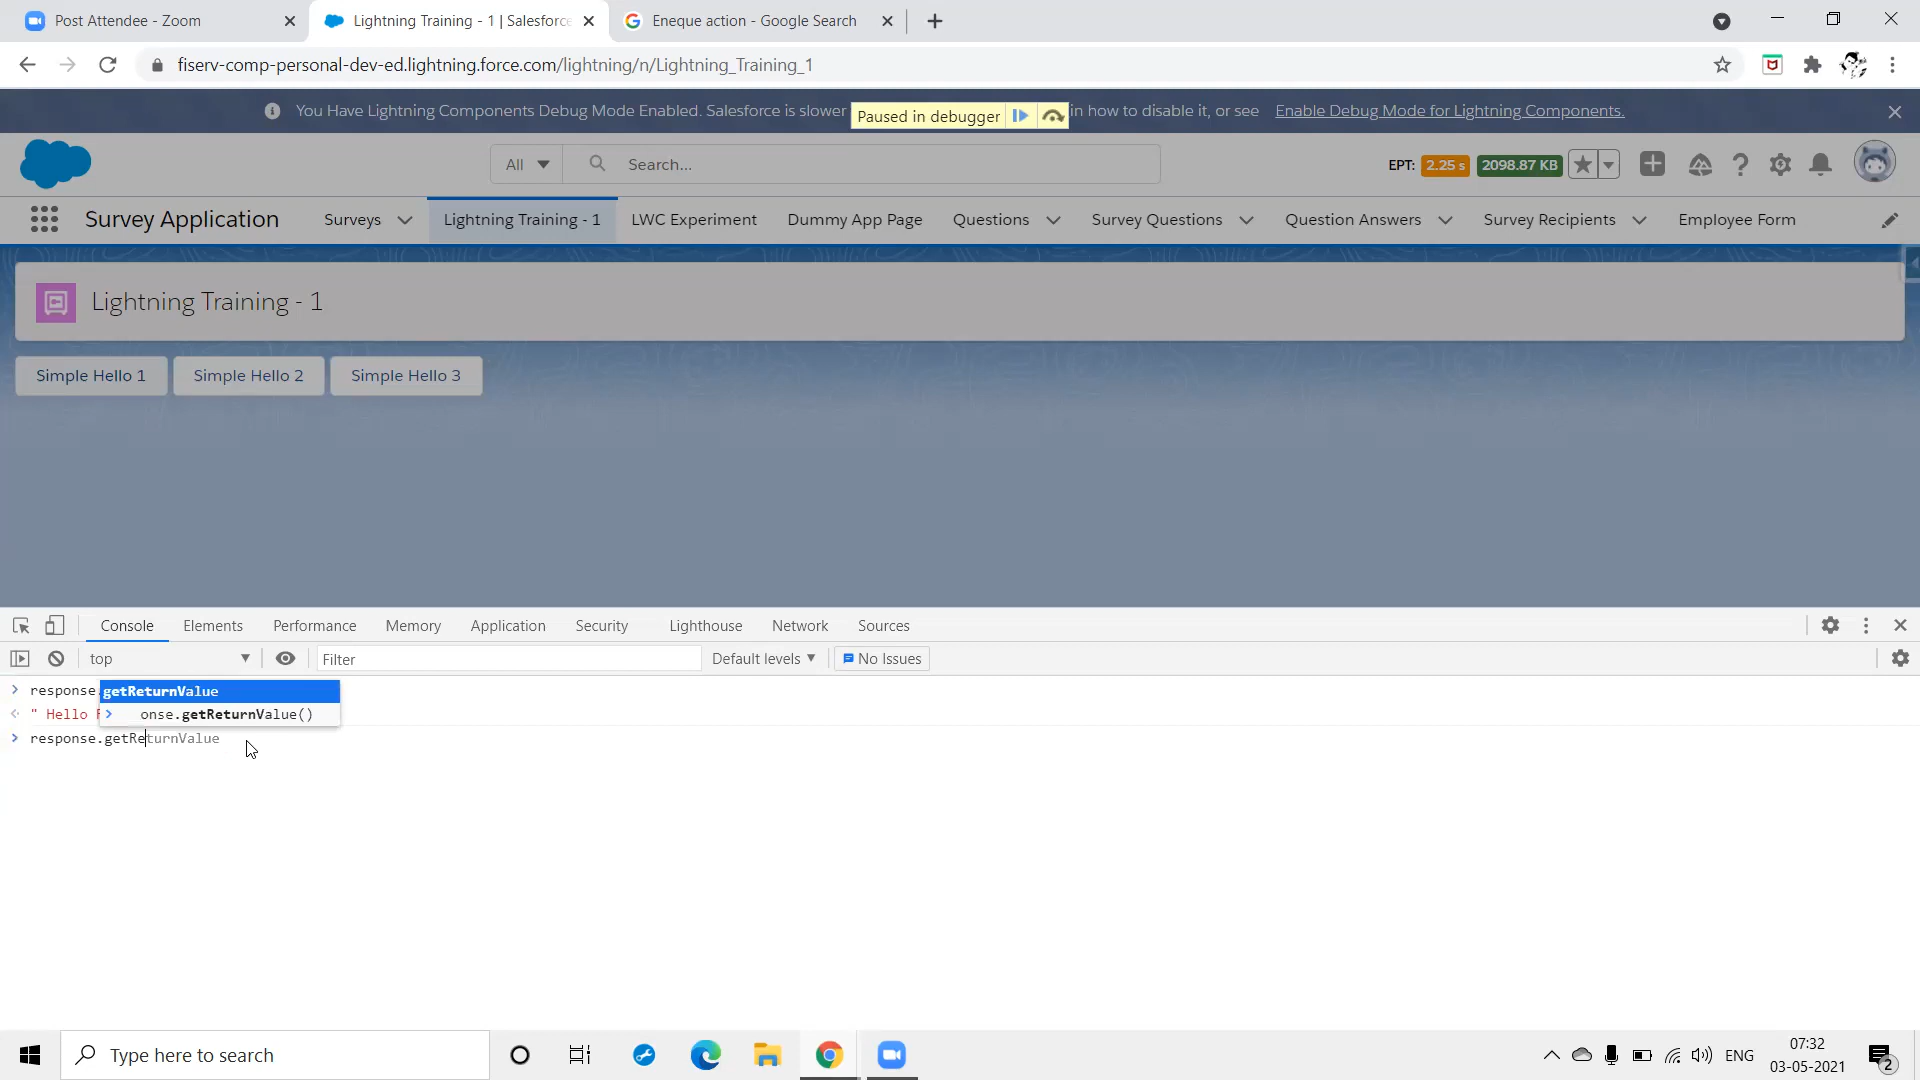 Post Attendee - Zoom
Lightning Training - 1 | Salesforce
Eneque action - Google Search
fiserv-comp-personal-dev-ed.lightning.force.com/lightning/n/Lightning_Training_1
You Have Lightning Components Debug Mode Enabled. Salesforce is slower
Paused in debugger
in how to disable it, or see Enable Debug Mode for Lightning Components.
All
Search...
EPT: 2.25 s 2098.87 KB
Survey Application
Surveys
Lightning Training - 1
LWC Experiment
Dummy App Page
Questions
Survey Questions
Question Answers
Survey Recipients
Employee Form
Lightning Training - 1
Simple Hello 1
Simple Hello 2
Simple Hello 3
Console
Elements
Performance
Memory
Application
Security
Lighthouse
Network
Sources
top
Filter
Default levels
No Issues
response.
getReturnValue
" Hello
onse.getReturnValue()
response.getReturnValue
Type here to search
ENG
07:32
03-05-2021
2